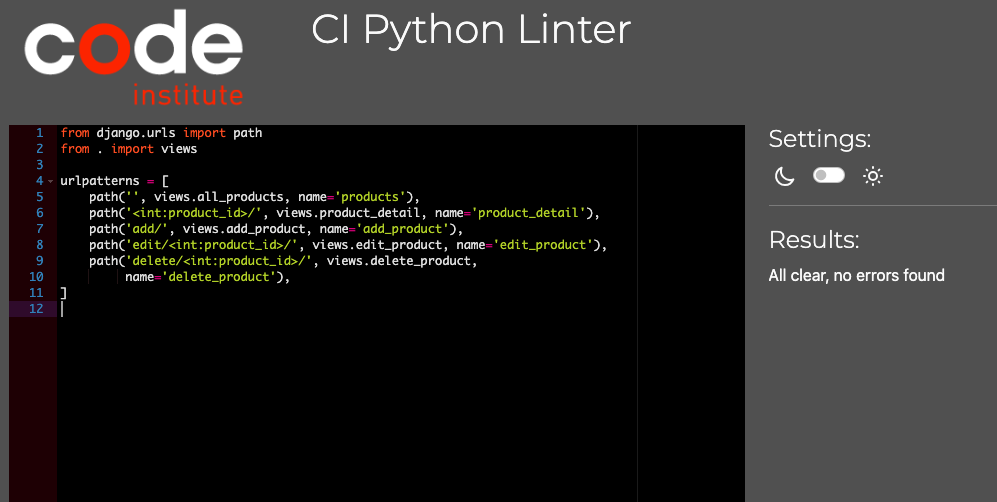 code
institute
CI Python Linter
1 from django.urls import path
2 from . import views
3
4 urlpatterns = [
5     path('', views.all_products, name='products'),
6     path('<int:product_id>/', views.product_detail, name='product_detail'),
7     path('add/', views.add_product, name='add_product'),
8     path('edit/<int:product_id>/', views.edit_product, name='edit_product'),
9     path('delete/<int:product_id>/', views.delete_product,
10          name='delete_product'),
11 ]
12
Settings:
Results:
All clear, no errors found